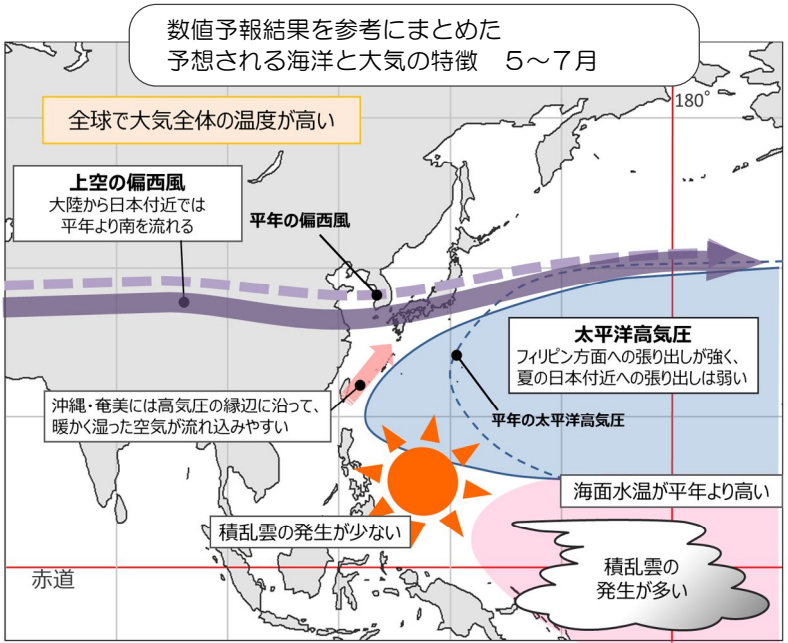 数値予報結果を参考にまとめた
予想される海洋と大気の特徴　５～７月
180°
全球で大気全体の温度が高い
上空の偏西風
大陸から日本付近では
平年より南を流れる
平年の偏西風
太平洋高気圧
フィリピン方面への張り出しが強く、
夏の日本付近への張り出しは弱い
沖縄・奄美には高気圧の縁辺に沿って、
暖かく湿った空気が流れ込みやすい
平年の太平洋高気圧
海面水温が平年より高い
積乱雲の発生が少ない
積乱雲の
発生が多い
赤道